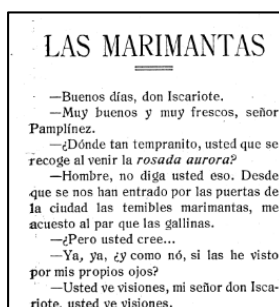 LAS MARIMANTAS
—Buenos días, don Iscariote.
—Muy buenos y muy frescos, señor
Pamplínez.
—¿Dónde tan tempranito, usted que se
recoge al venir la rosada aurora?
—Hombre, no diga usted eso. Desde
que se nos han entrado por las puertas de
la ciudad las temibles marimantas, me
acuesto al par que las gallinas.
—¿Pero usted cree...
—Ya, ya, ¿y como nó, si las he visto
por mis propios ojos?
—Usted ve visiones, mi señor don Isca-
riote, usted ve visiones.